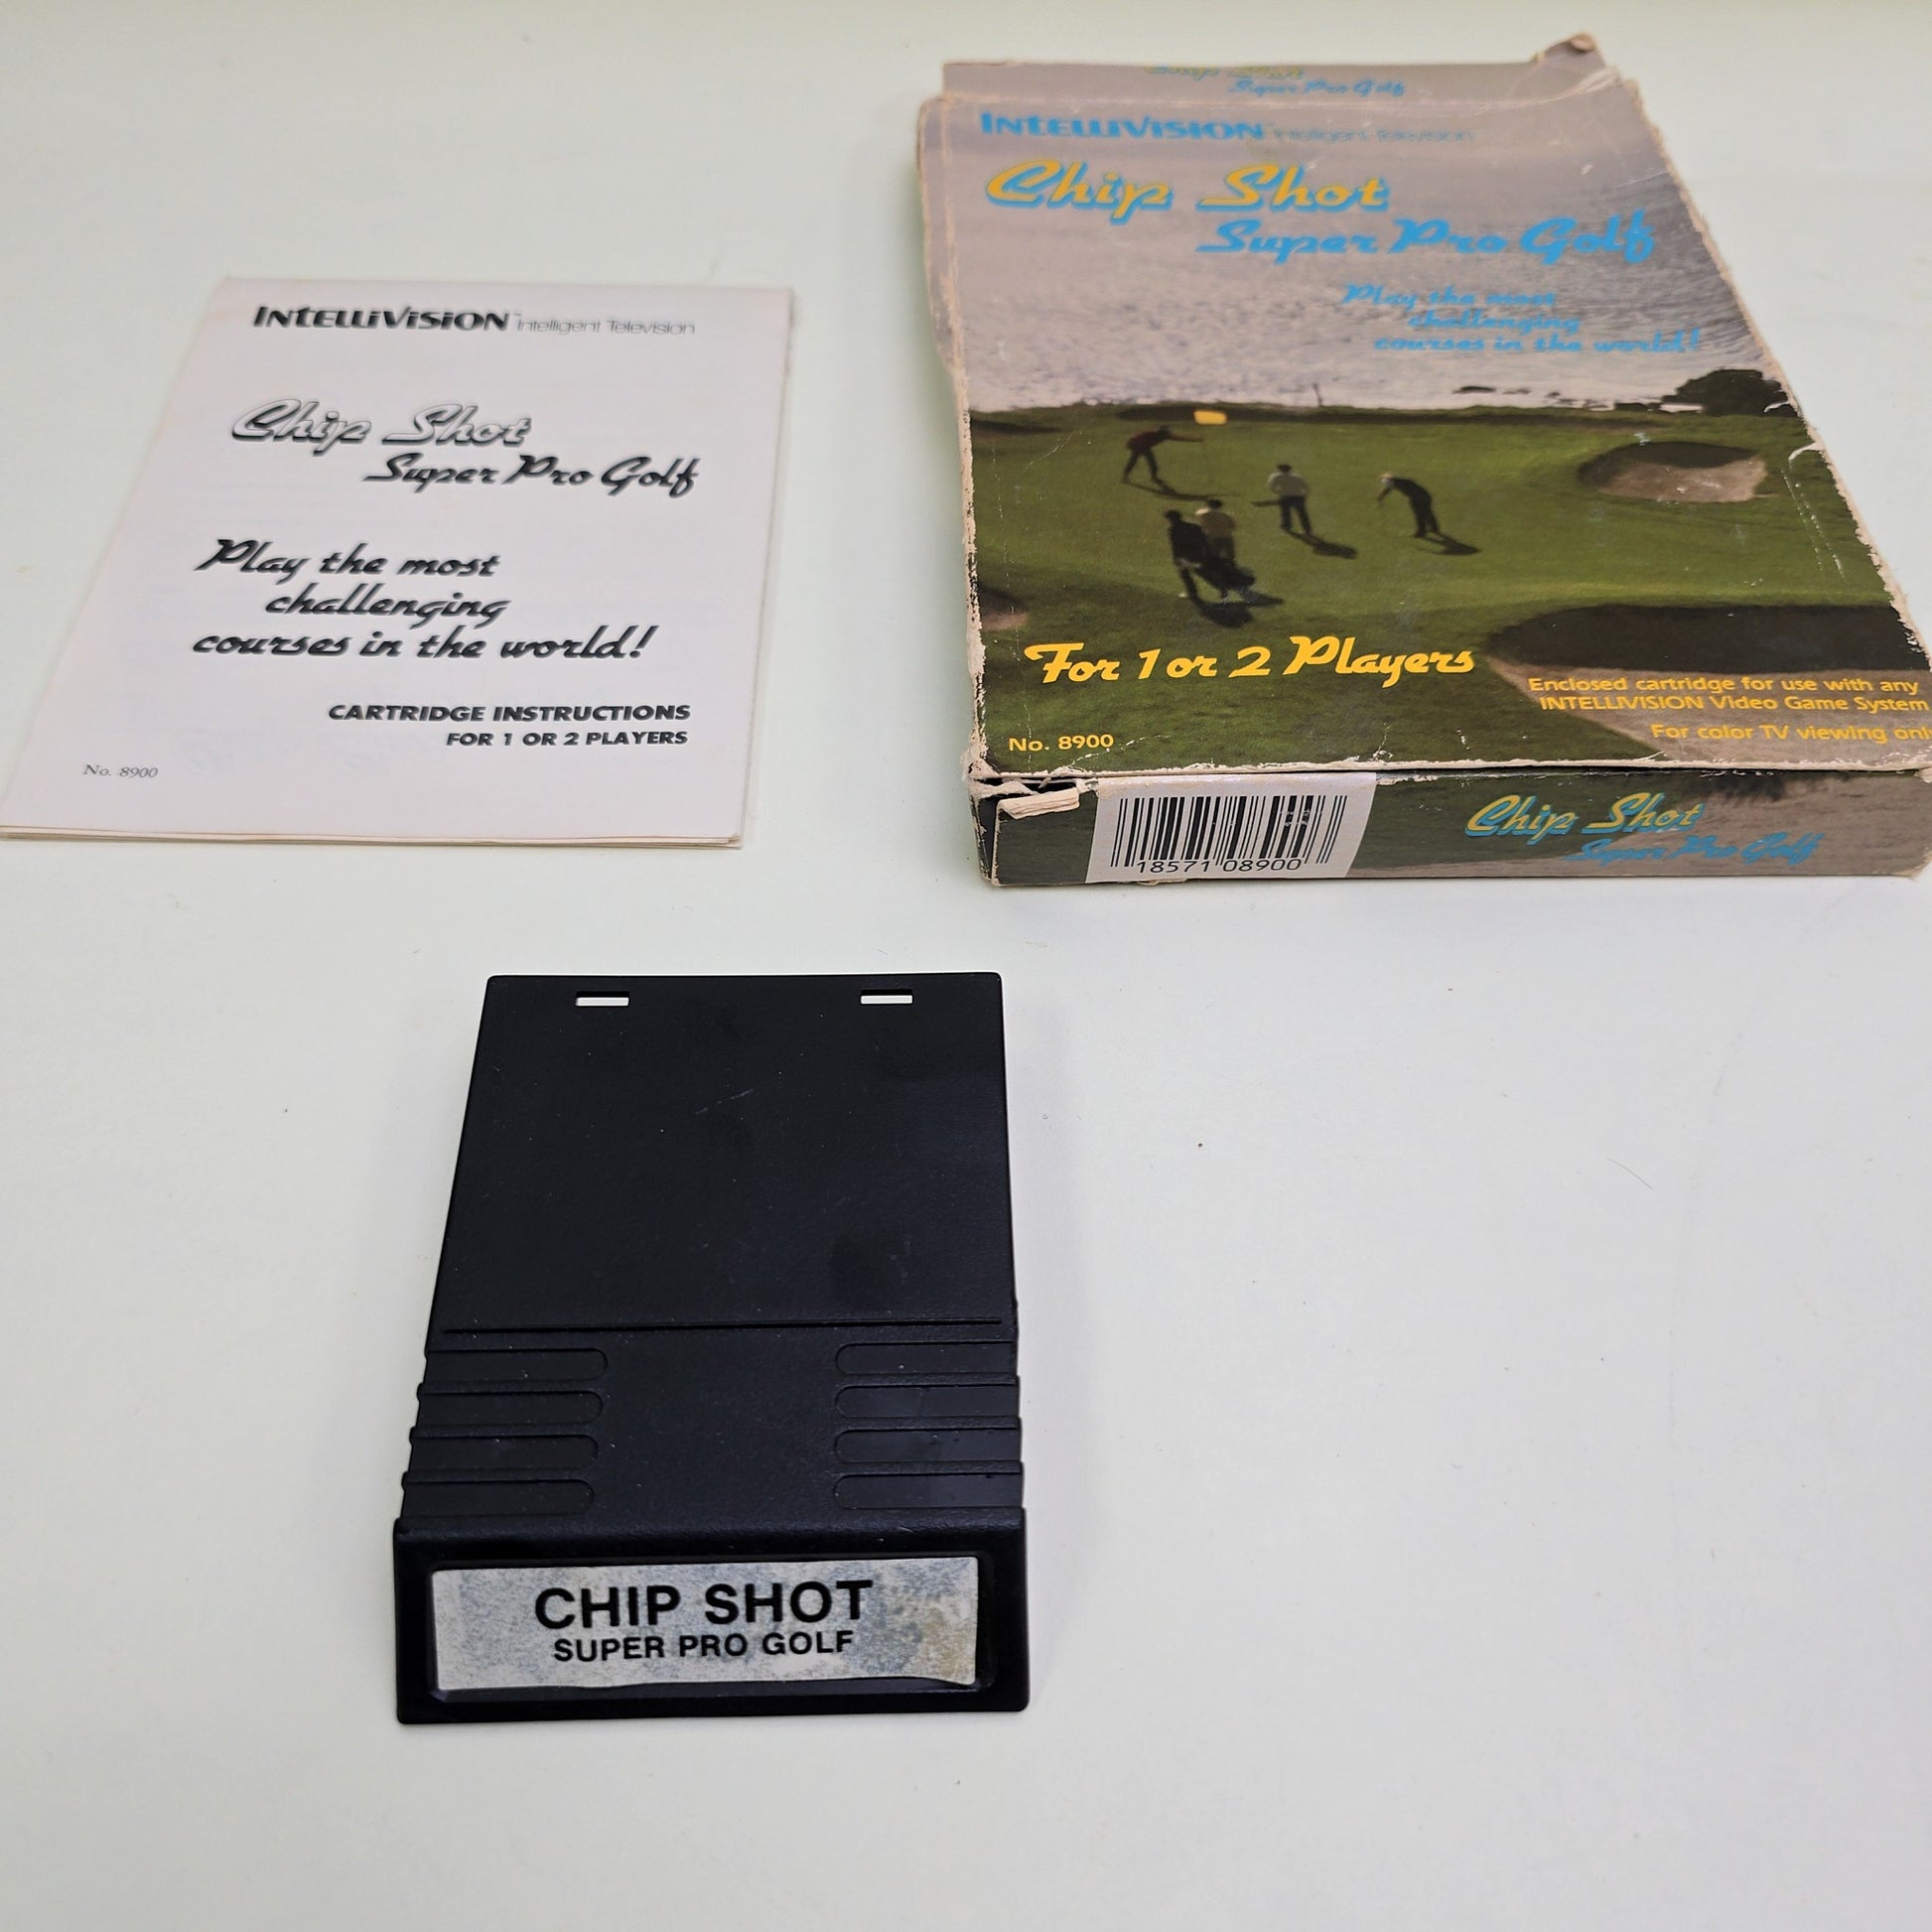 INTELLIVISION™ Intelligent Television
Chip Shot
Super Pro Golf
Play the most
challenging
courses in the world!
CARTRIDGE INSTRUCTIONS
FOR 1 OR 2 PLAYERS
No. 8900
Chip Shot
Super Pro Golf
INTELLIVISION™ Intelligent Television
Chip Shot
Super Pro Golf
Play the most
challenging
courses in the world!
For 1 or 2 Players
Enclosed cartridge for use with any
INTELLIVISION Video Game System
For color TV viewing only
No. 8900
18571 08900
Chip Shot
Super Pro Golf
CHIP SHOT
SUPER PRO GOLF